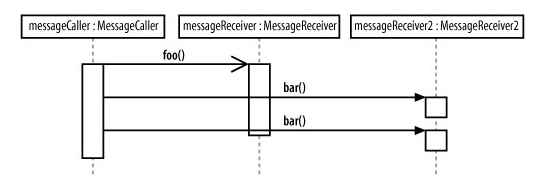 messageCaller : MessageCaller
messageReceiver : MessageReceiver
messageReceiver2 : MessageReceiver2
foo()
bar()
bar()